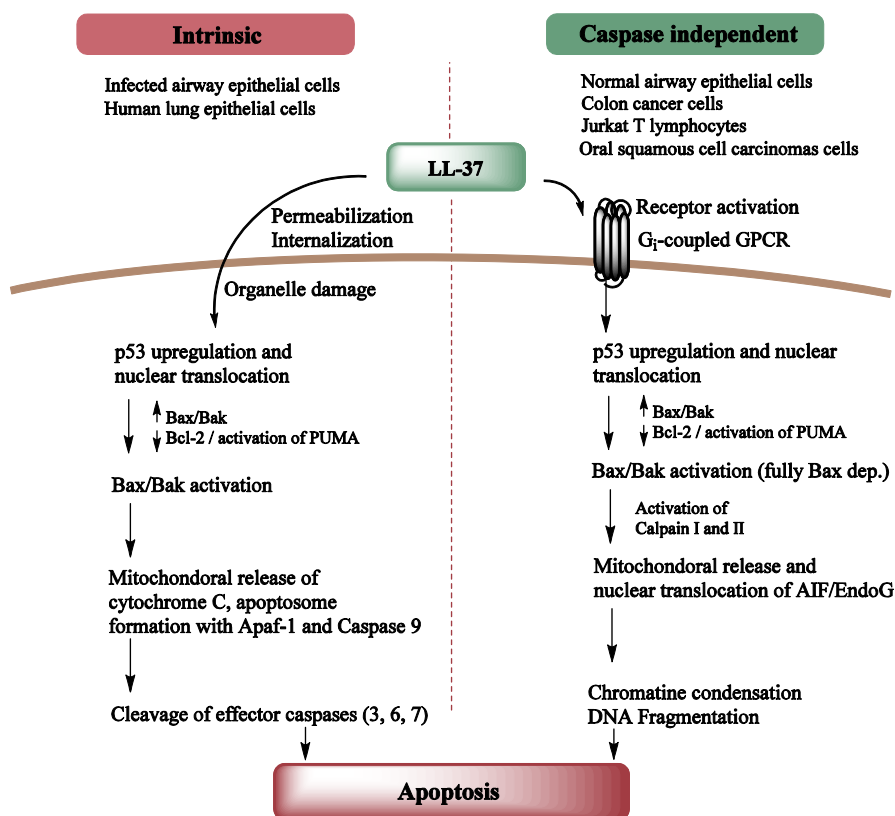 Intrinsic
Infected airway epithelial cells
Human lung epithelial cells
Caspase independent
Normal airway epithelial cells
Colon cancer cells
Jurkat T lymphocytes
Oral squamous cell carcinomas cells
LL-37
Permeabilization
Internalization
Organelle damage
p53 upregulation and
nuclear translocation
Bax/Bak
Bcl-2 / activation of PUMA
Bax/Bak activation
Mitochondoral release of
cytochrome C, apoptosome
formation with Apaf-1 and Caspase 9
Cleavage of effector caspases (3, 6, 7)
Receptor activation
Gi-coupled GPCR
p53 upregulation and nuclear
translocation
Bax/Bak
Bcl-2 / activation of PUMA
Bax/Bak activation (fully Bax dep.)
Activation of
Calpain I and II
Mitochondoral release and
nuclear translocation of AIF/EndoG
Chromatine condensation
DNA Fragmentation
Apoptosis